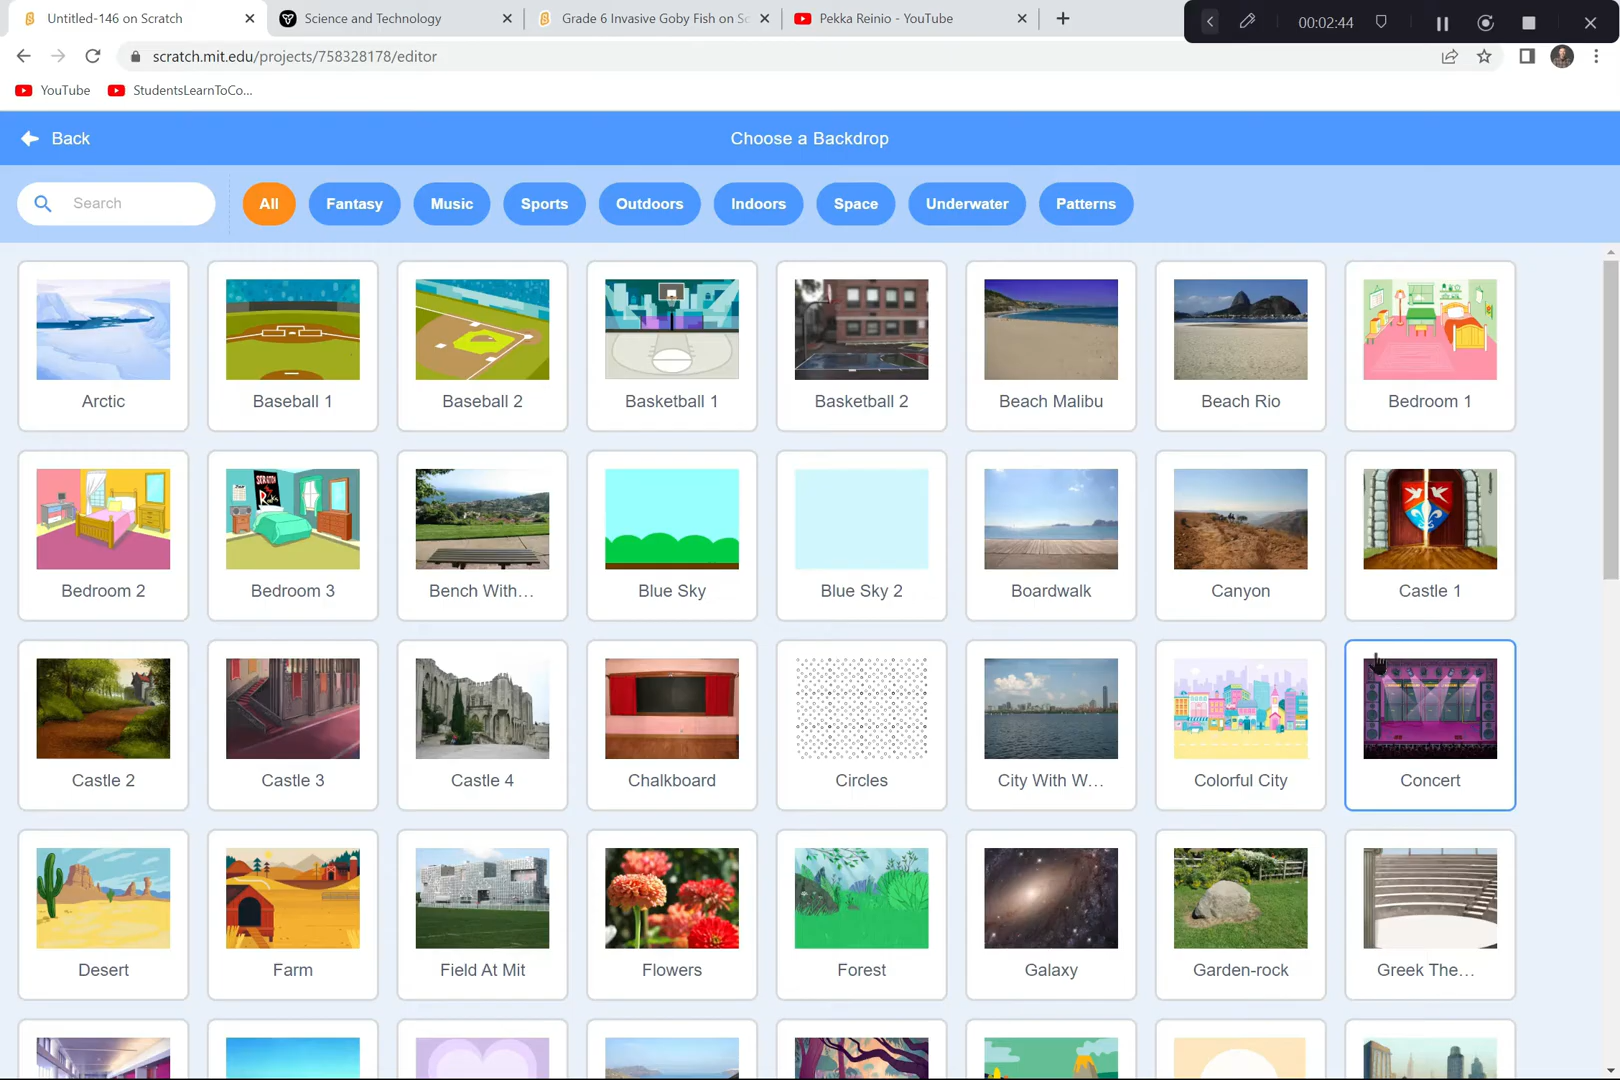 Untitled-146 on Scratch
Science and Technology
Grade 6 Invasive Goby Fish on Sc
Pekka Reinio - YouTube
00:02:44
scratch.mit.edu/projects/758328178/editor
YouTube
StudentsLearnToCo...
Back
Choose a Backdrop
Search
All
Fantasy
Music
Sports
Outdoors
Indoors
Space
Underwater
Patterns
Arctic
Baseball 1
Baseball 2
Basketball 1
Basketball 2
Beach Malibu
Beach Rio
Bedroom 1
Bedroom 2
Bedroom 3
Bench With...
Blue Sky
Blue Sky 2
Boardwalk
Canyon
Castle 1
Castle 2
Castle 3
Castle 4
Chalkboard
Circles
City With W...
Colorful City
Concert
Desert
Farm
Field At Mit
Flowers
Forest
Galaxy
Garden-rock
Greek The...